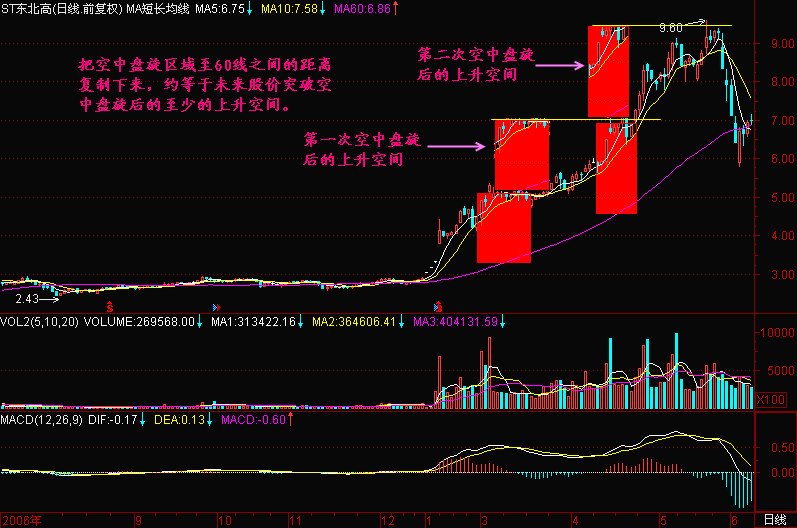 ST东北高(日线.前复权) MA短长均线 MA5:6.75↓ MA10:7.58↓ MA60:6.86↑
把空中盘旋区域至60线之间的距离
复制下来，约等于未来股价突破空
中盘旋后的至少的上升空间。
第二次空中盘旋
后的上升空间
第一次空中盘旋
后的上升空间
9.60
9.00
8.00
7.00
6.00
5.00
4.00
3.00
2.43
S
S
VOL2(5,10,20) VOLUME:269568.00↓ MA1:313422.16↓ MA2:364606.41↓ MA3:404131.59↓
10000
5000
X100
MACD(12,26,9) DIF:-0.17↓ DEA:0.13↓ MACD:-0.60↑
0.50
0.00
2006年 9 10 11 12 1 3 4 5 6 日线